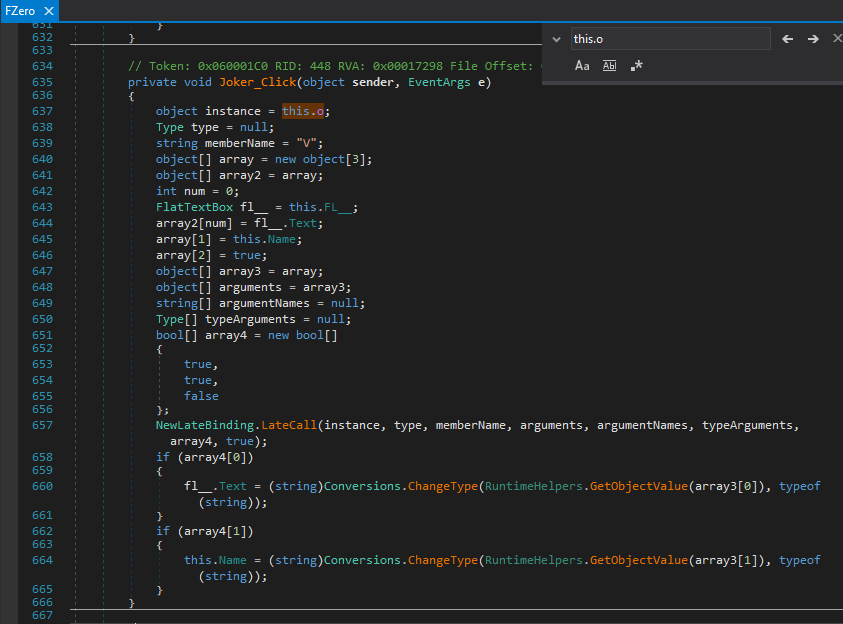 FZero
this.o
Aa Ab .*
631 }
632 }
633
634 // Token: 0x060001C0 RID: 448 RVA: 0x00017298 File Offset:
635 private void Joker_Click(object sender, EventArgs e)
636 {
637 object instance = this.o;
638 Type type = null;
639 string memberName = "V";
640 object[] array = new object[3];
641 object[] array2 = array;
642 int num = 0;
643 FlatTextBox fl__ = this.FL__;
644 array2[num] = fl__.Text;
645 array[1] = this.Name;
646 array[2] = true;
647 object[] array3 = array;
648 object[] arguments = array3;
649 string[] argumentNames = null;
650 Type[] typeArguments = null;
651 bool[] array4 = new bool[]
652 {
653 true,
654 true,
655 false
656 };
657 NewLateBinding.LateCall(instance, type, memberName, arguments, argumentNames, typeArguments,
array4, true);
658 if (array4[0])
659 {
660 fl__.Text = (string)Conversions.ChangeType(RuntimeHelpers.GetObjectValue(array3[0]), typeof
(string));
661 }
662 if (array4[1])
663 {
664 this.Name = (string)Conversions.ChangeType(RuntimeHelpers.GetObjectValue(array3[1]), typeof
(string));
665 }
666 }
667